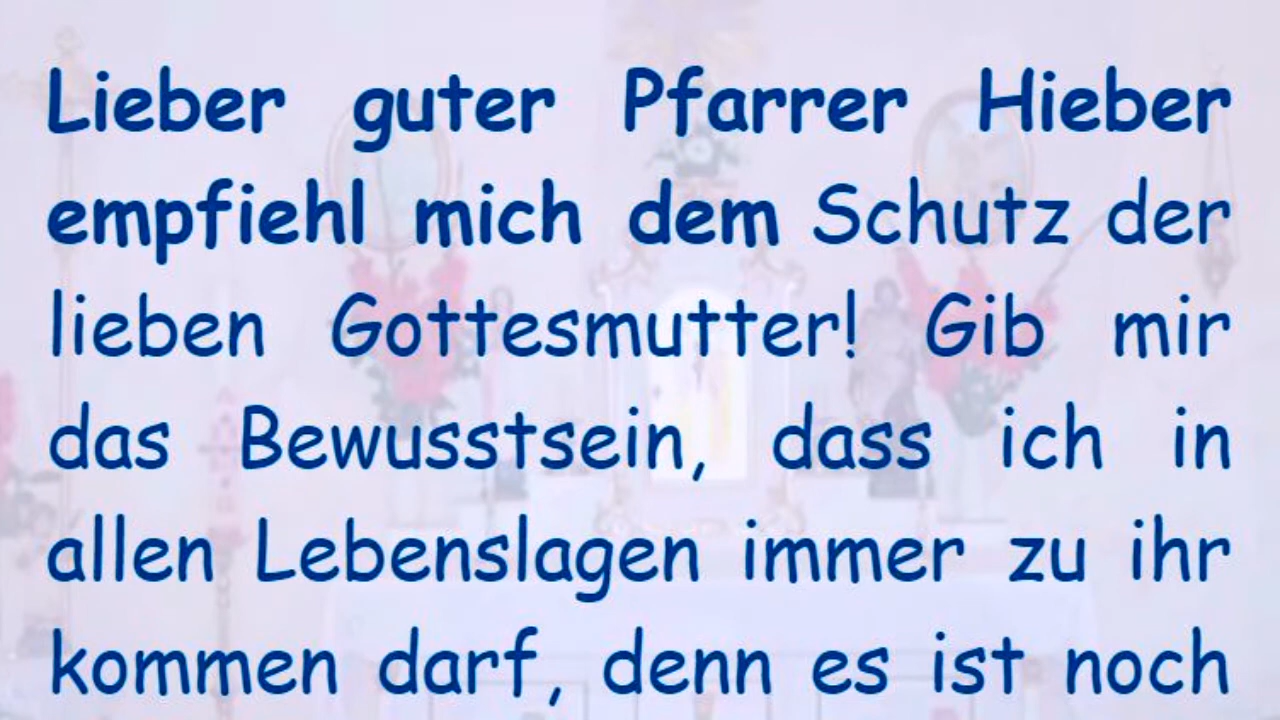 Lieber guter Pfarrer Hieber
empfiehl mich dem Schutz der
lieben Gottesmutter! Gib mir
das Bewusstsein, dass ich in
allen Lebenslagen immer zu ihr
kommen darf, denn es ist noch